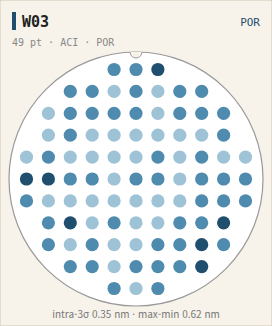 W03
POR
49 pt · ACI · POR
intra-3σ 0.35 nm · max-min 0.62 nm